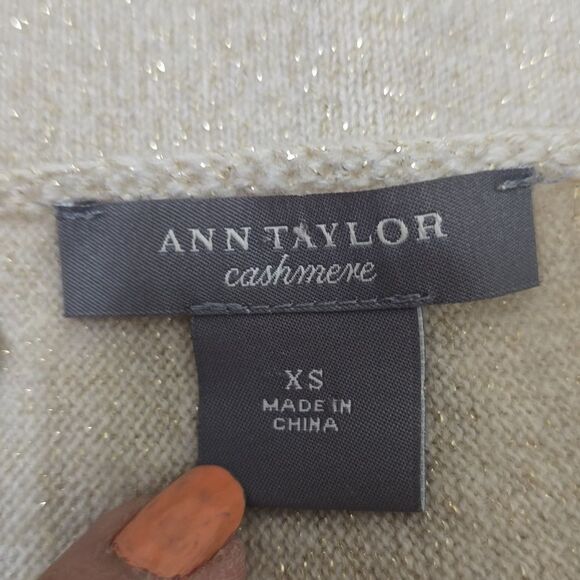 ANN TAYLOR
cashmere
XS
MADE IN
CHINA